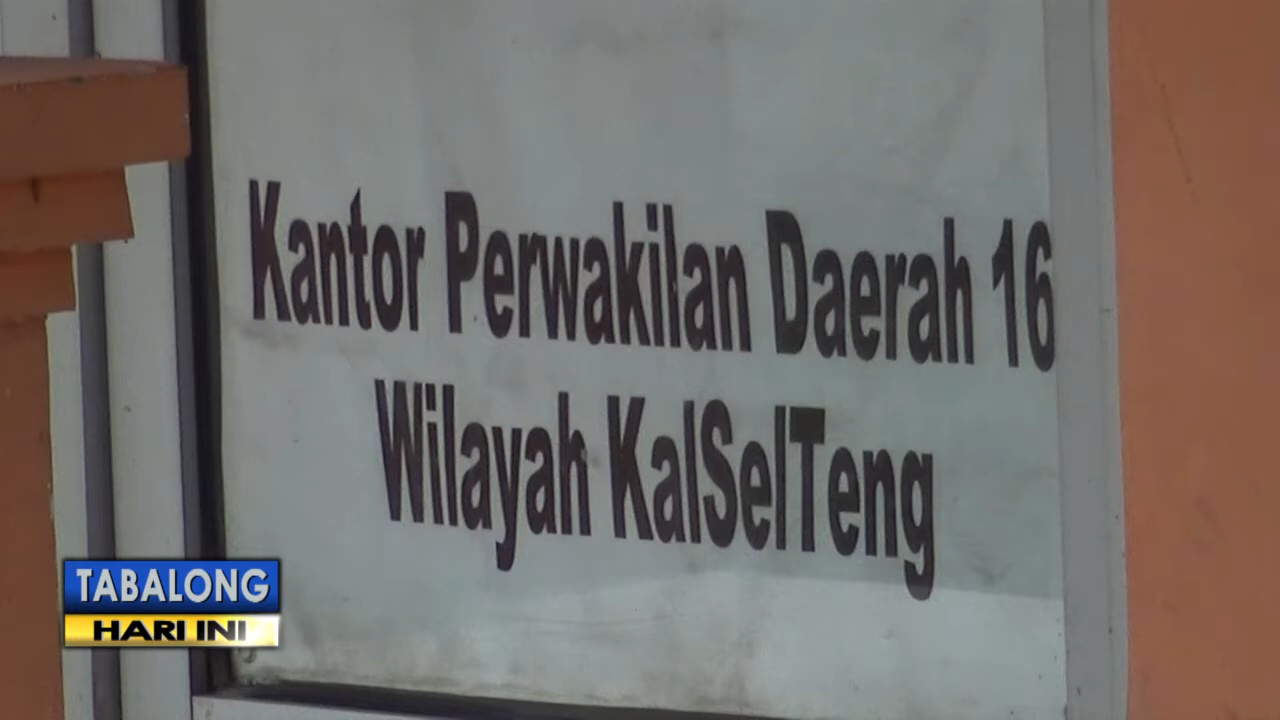 Kantor Perwakilan Daerah 16
Wilayah KalSelTeng
TABALONG
HARI INI